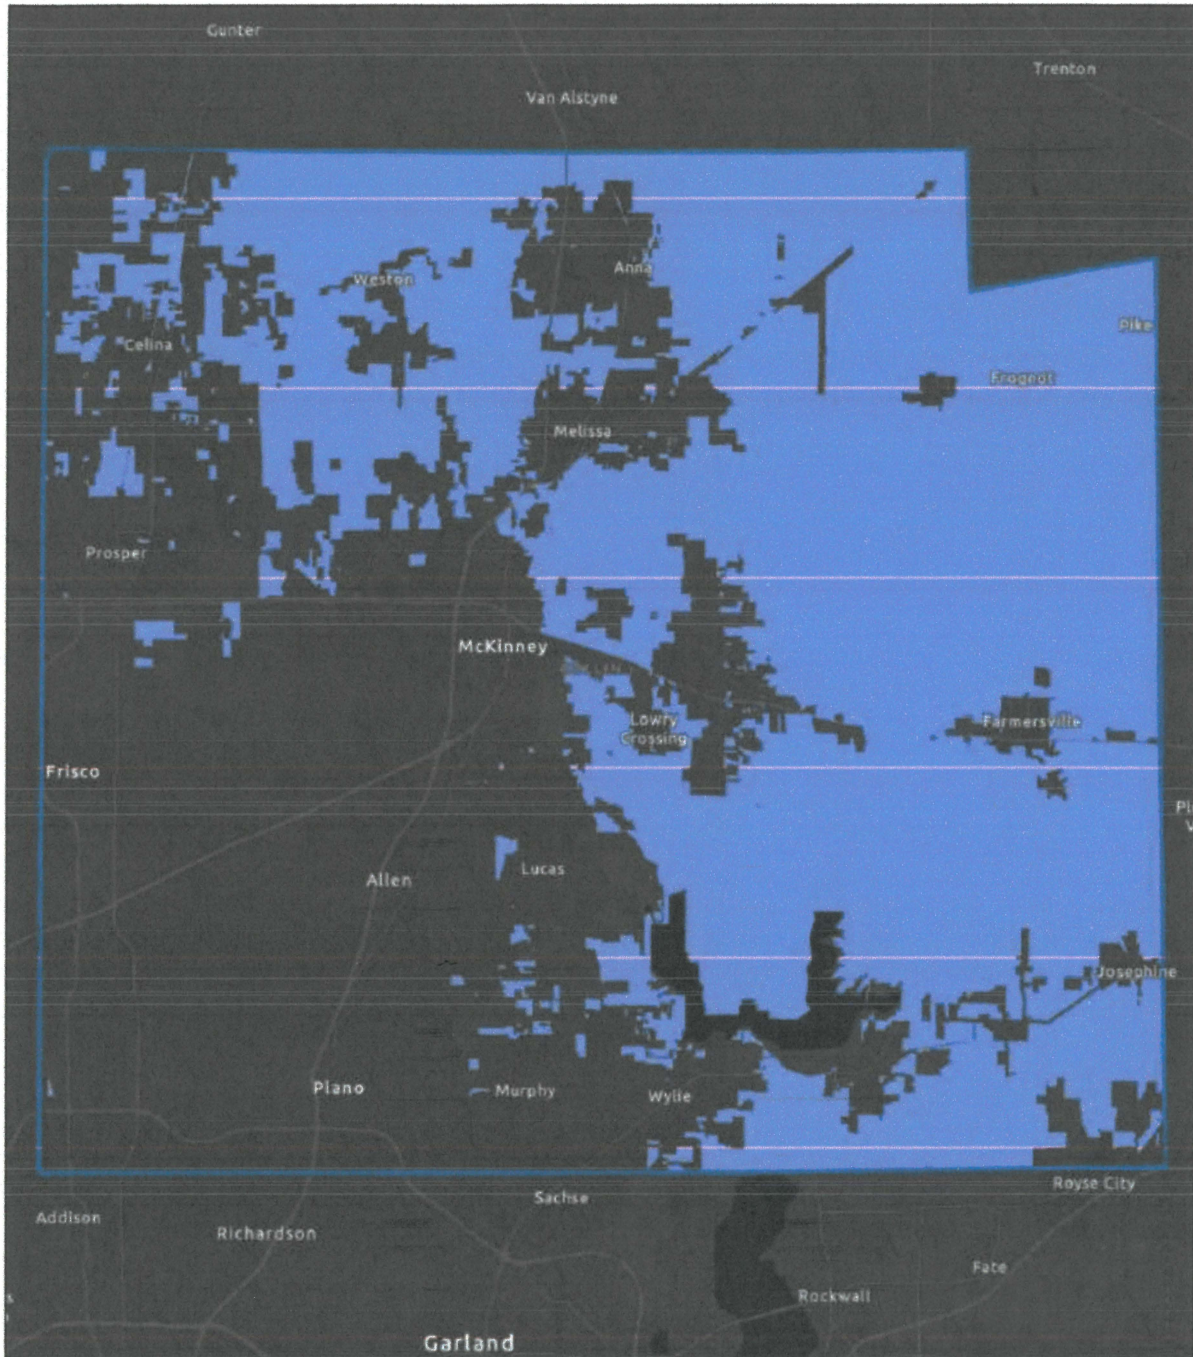 Gunter
Trenton
Van Alstyne
Anna
Weston
Pike
Celina
Frognot
Melissa
Prosper
McKinney
Lowry
Crossing
Farmersville
Frisco
Lucas
Allen
Josephine
Plano
Murphy
Wylie
Royse City
Sachse
Addison
Richardson
Fate
Rockwall
Garland